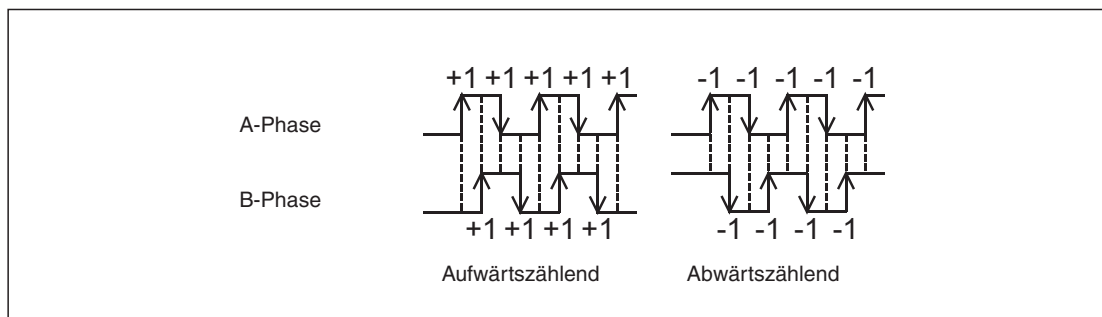 +1 +1 +1 +1 +1 -1 -1 -1 -1 -1
A-Phase
B-Phase
+1 +1 +1 +1 -1 -1 -1 -1
Aufwärtszählend Abwärtszählend